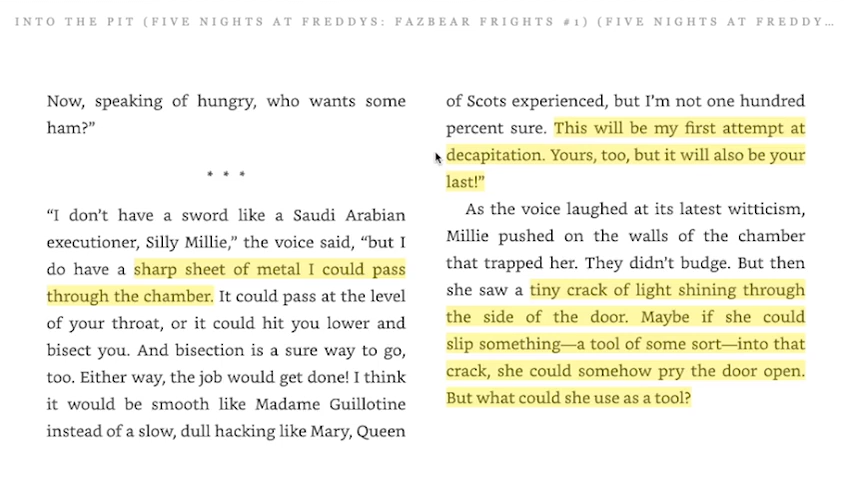 INTO THE PIT (FIVE NIGHTS AT FREDDYS: FAZBEAR FRIGHTS #1) (FIVE NIGHTS AT FREDDY...
Now, speaking of hungry, who wants some
ham?”
* * *
“I don’t have a sword like a Saudi Arabian
executioner, Silly Millie,” the voice said, “but I
do have a sharp sheet of metal I could pass
through the chamber. It could pass at the level
of your throat, or it could hit you lower and
bisect you. And bisection is a sure way to go,
too. Either way, the job would get done! I think
it would be smooth like Madame Guillotine
instead of a slow, dull hacking like Mary, Queen
of Scots experienced, but I’m not one hundred
percent sure. This will be my first attempt at
decapitation. Yours, too, but it will also be your
last!”
As the voice laughed at its latest witticism,
Millie pushed on the walls of the chamber
that trapped her. They didn’t budge. But then
she saw a tiny crack of light shining through
the side of the door. Maybe if she could
slip something—a tool of some sort—into that
crack, she could somehow pry the door open.
But what could she use as a tool?